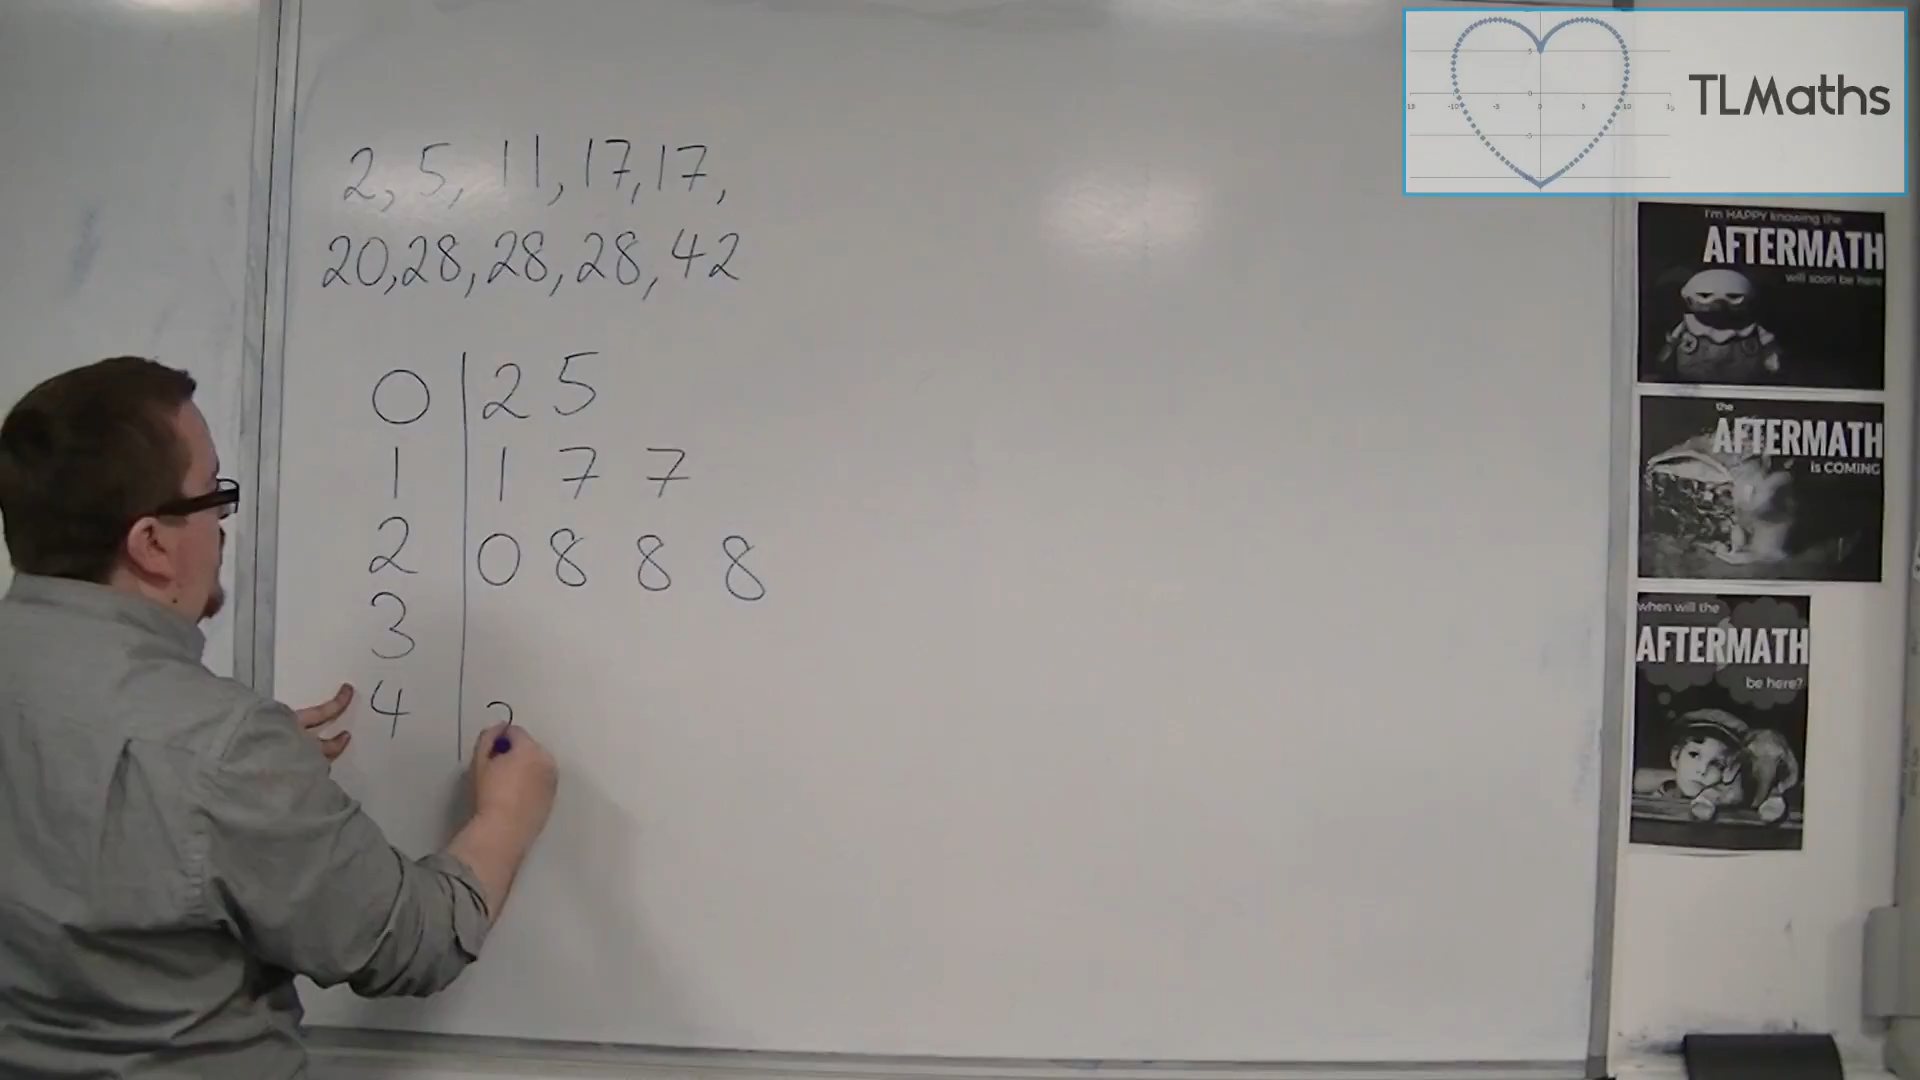 2, 5, 11, 17, 17,
20, 28, 28, 28, 42
0 | 2 5
1 | 1 7 7
2 | 0 8 8 8
3 |
4 | 2
TLMaths
I'm HAPPY knowing the
AFTERMATH
will soon be here
the
AFTERMATH
is COMING
when will the
AFTERMATH
be here?